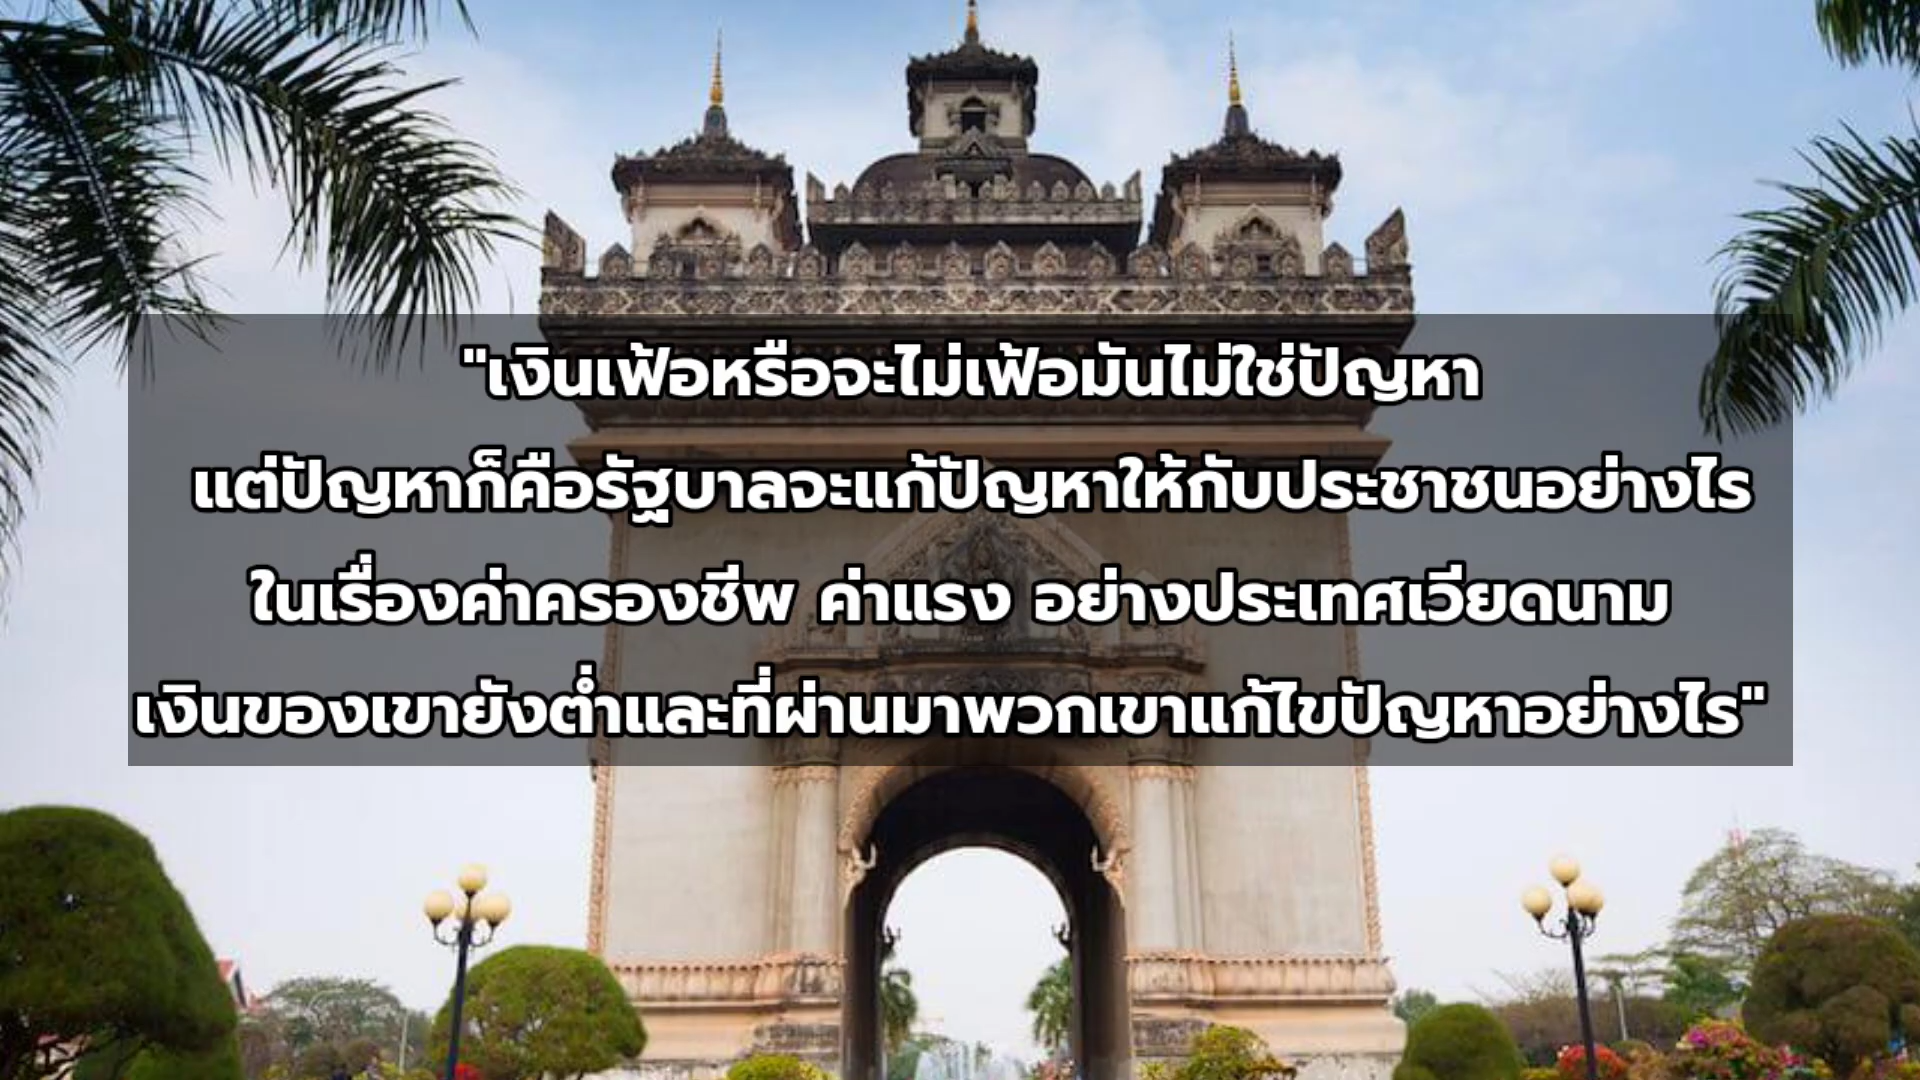 "เงินเฟ้อหรือจะไม่เฟ้อมันไม่ใช่ปัญหา
แต่ปัญหาก็คือรัฐบาลจะแก้ปัญหาให้กับประชาชนอย่างไร
ในเรื่องค่าครองชีพ ค่าแรง อย่างประเทศเวียดนาม
เงินของเขายังต่ำและที่ผ่านมาพวกเขาแก้ไขปัญหาอย่างไร"